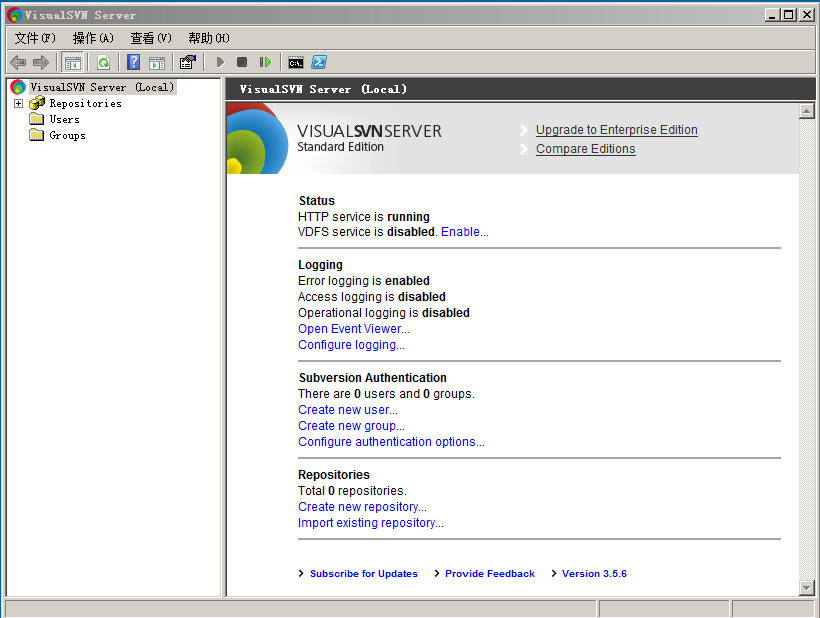 VisualSVN Server
文件(F) 操作(A) 查看(V) 帮助(H)
C:\
VisualSVN Server (Local)
Repositories
Users
Groups
VisualSVN Server (Local)
VISUALSVNSERVER
Standard Edition
Upgrade to Enterprise Edition
Compare Editions
Status
HTTP service is running
VDFS service is disabled. Enable...
Logging
Error logging is enabled
Access logging is disabled
Operational logging is disabled
Open Event Viewer...
Configure logging...
Subversion Authentication
There are 0 users and 0 groups.
Create new user...
Create new group...
Configure authentication options...
Repositories
Total 0 repositories.
Create new repository...
Import existing repository...
Subscribe for Updates Provide Feedback Version 3.5.6